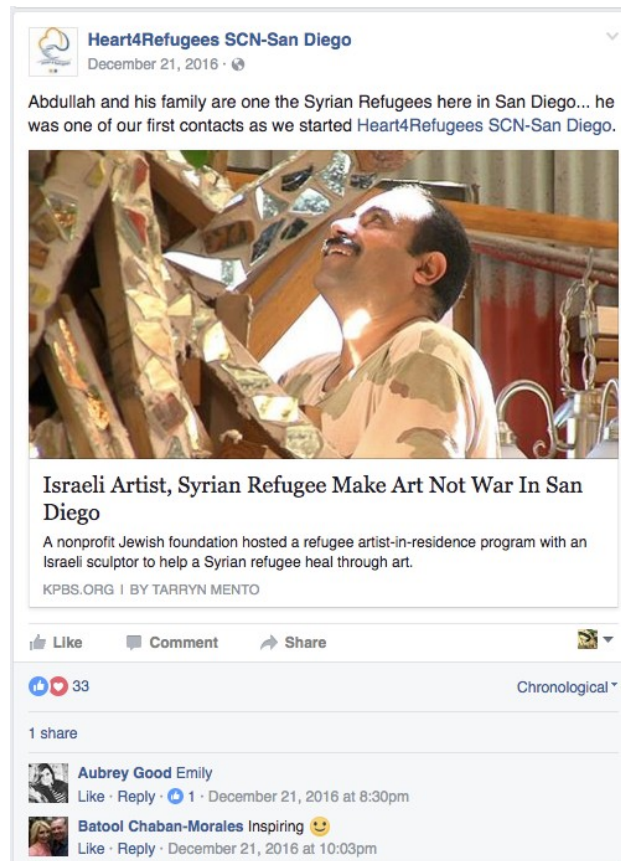 Heart4Refugees SCN-San Diego
December 21, 2016 ·
Abdullah and his family are one the Syrian Refugees here in San Diego... he
was one of our first contacts as we started Heart4Refugees SCN-San Diego.
Israeli Artist, Syrian Refugee Make Art Not War In San
Diego
A nonprofit Jewish foundation hosted a refugee artist-in-residence program with an
Israeli sculptor to help a Syrian refugee heal through art.
KPBS.ORG | BY TARRYN MENTO
Like Comment Share
33 Chronological
1 share
Aubrey Good Emily
Like · Reply · 1 · December 21, 2016 at 8:30pm
Batool Chaban-Morales Inspiring 🙂
Like · Reply · December 21, 2016 at 10:03pm